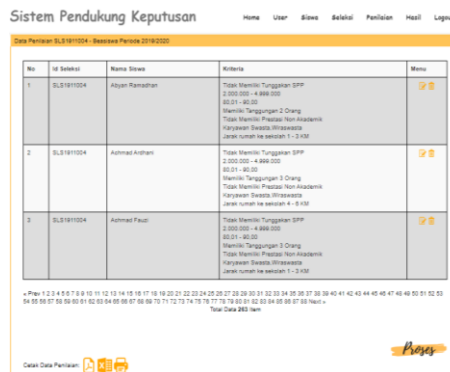 Sistem Pendukung Keputusan
Home User Siswa Seleksi Penilaian Hasil Logou
Data Penilaian SLS1911004 - Beasiswa Periode 2019/2020
No Id Seleksi Nama Siswa Kriteria Menu
1 SLS1911004 Abyan Ramadhan Tidak Memiliki Tunggakan SPP
2.000.000 - 4.999.000
80,01 - 90,00
Memiliki Tanggungan 2 Orang
Tidak Memiliki Prestasi Non Akademik
Karyawan Swasta,Wiraswasta
Jarak rumah ke sekolah 1 - 3 KM
2 SLS1911004 Achmad Ardhani Tidak Memiliki Tunggakan SPP
2.000.000 - 4.999.000
80,01 - 90,00
Memiliki Tanggungan 3 Orang
Tidak Memiliki Prestasi Non Akademik
Karyawan Swasta,Wiraswasta
Jarak rumah ke sekolah 4 - 6 KM
3 SLS1911004 Achmad Fauzi Tidak Memiliki Tunggakan SPP
2.000.000 - 4.999.000
80,01 - 90,00
Memiliki Tanggungan 3 Orang
Tidak Memiliki Prestasi Non Akademik
Karyawan Swasta,Wiraswasta
Jarak rumah ke sekolah 1 - 3 KM
« Prev 1 2 3 4 5 6 7 8 9 10 11 12 13 14 15 16 17 18 19 20 21 22 23 24 25 26 27 28 29 30 31 32 33 34 35 36 37 38 39 40 41 42 43 44 45 46 47 48 49 50 51 52 53
54 55 56 57 58 59 60 61 62 63 64 65 66 67 68 69 70 71 72 73 74 75 76 77 78 79 80 81 82 83 84 85 86 87 88 Next »
Total Data 263 Item
Proses
Cetak Data Penilaian: